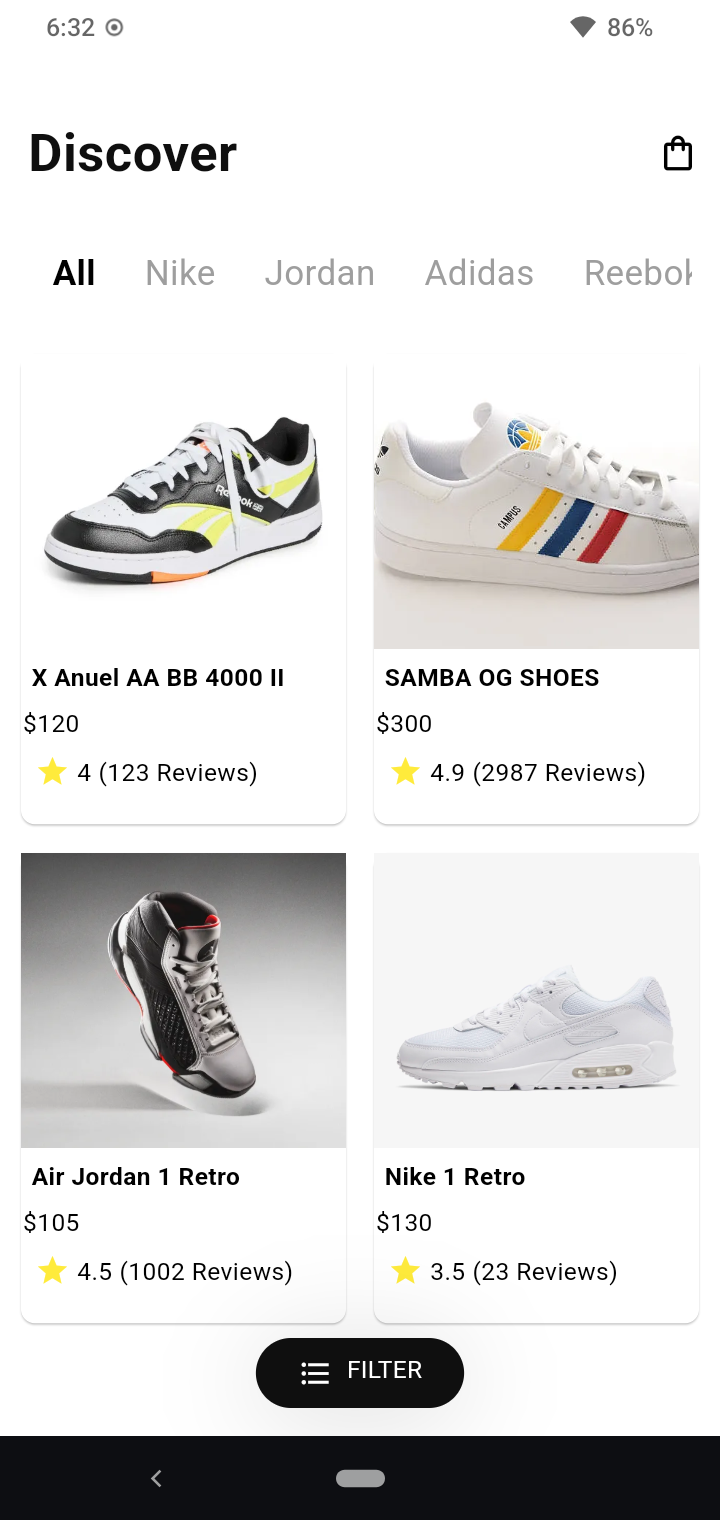 6:32 86%
Discover
All Nike Jordan Adidas Reebok
Reebok
CAMPUS
X Anuel AA BB 4000 II
$120
4 (123 Reviews)
SAMBA OG SHOES
$300
4.9 (2987 Reviews)
Air Jordan 1 Retro
$105
4.5 (1002 Reviews)
Nike 1 Retro
$130
3.5 (23 Reviews)
FILTER